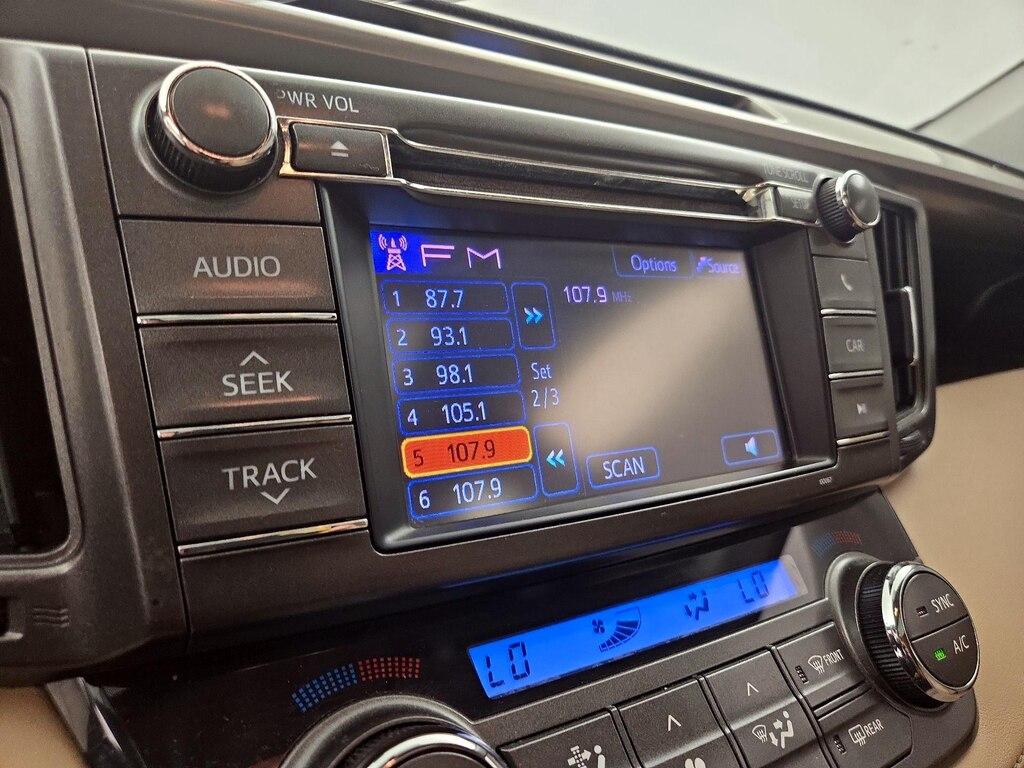 PWR VOL
TUNE SCROLL
AUDIO
SEEK
TRACK
FM
Options
Source
1 87.7
2 93.1
3 98.1
4 105.1
5 107.9
6 107.9
107.9 MHz
Set
2/3
SCAN
CAR
LO
LO
SYNC
A/C
FRONT
REAR